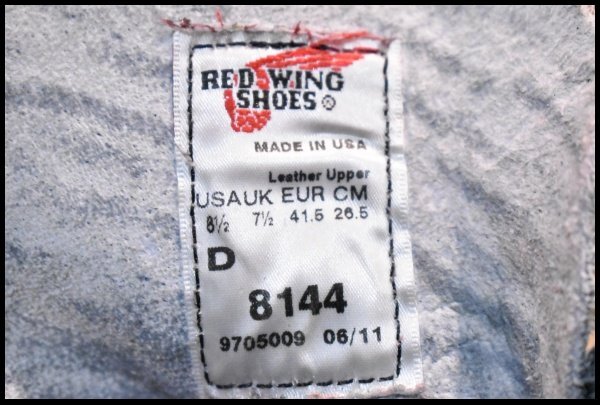 RED WING
SHOES®
MADE IN USA
Leather Upper
USA UK EUR CM
8½ 7½ 41.5 26.5
D
8144
9705009 06/11